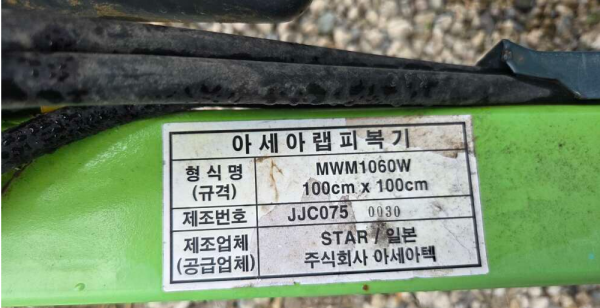 아세아랩피복기
형식명 MWM1060W
(규격) 100cm x 100cm
제조번호 JJC075 0030
제조업체 STAR / 일본
(공급업체) 주식회사 아세아텍